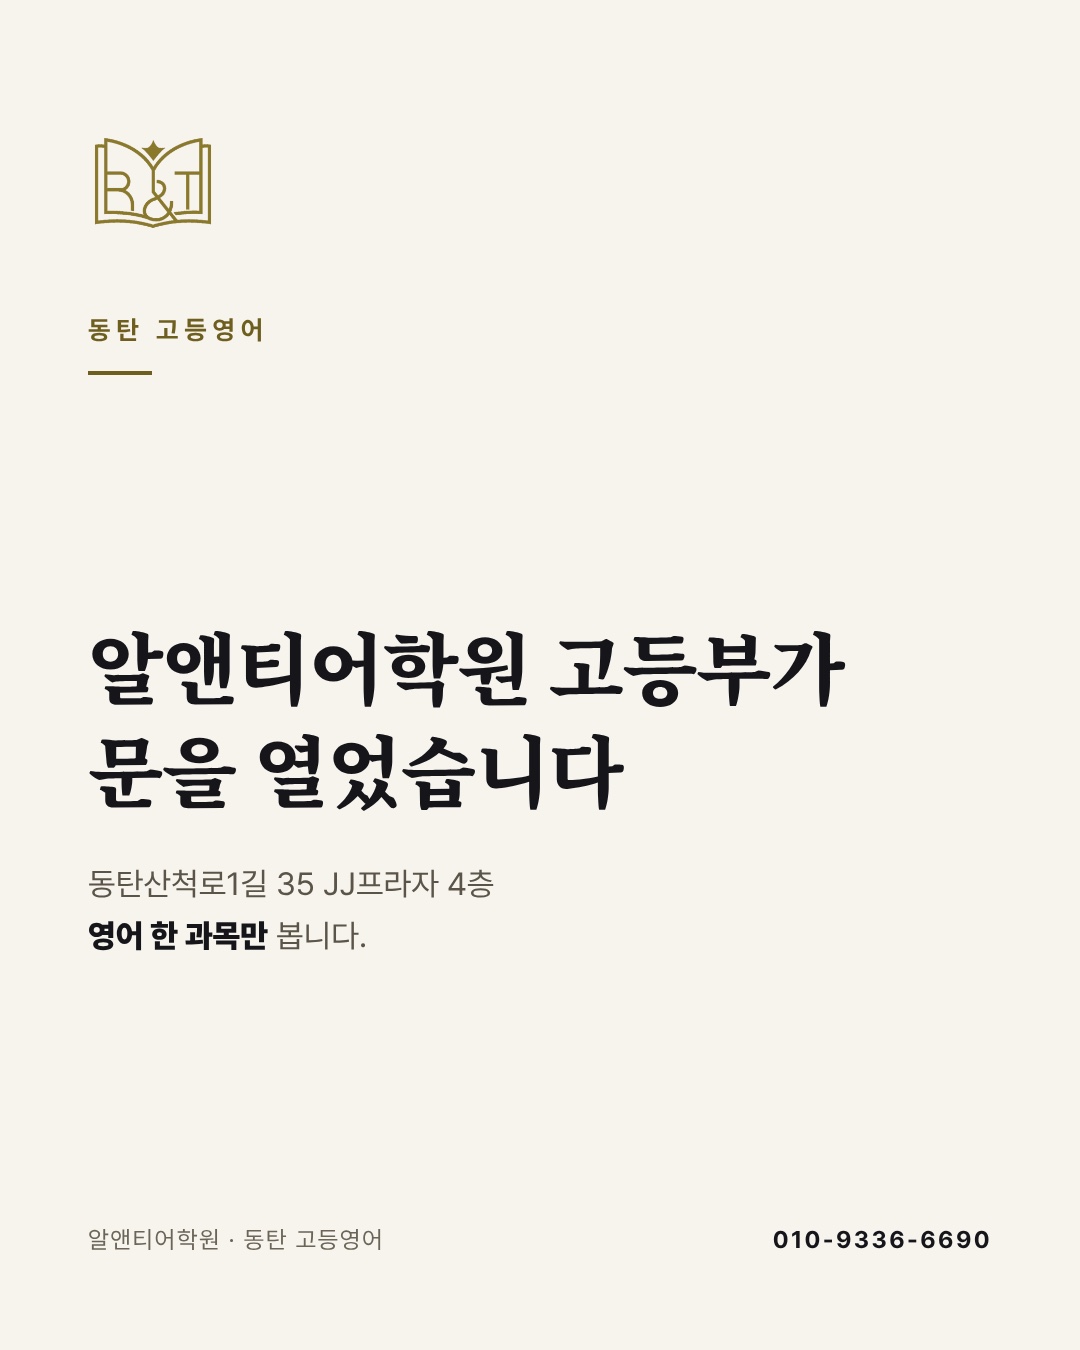 R&T
동탄 고등영어
알앤티어학원 고등부가
문을 열었습니다
동탄산척로1길 35 JJ프라자 4층
영어 한 과목만 봅니다.
알앤티어학원 · 동탄 고등영어
010-9336-6690